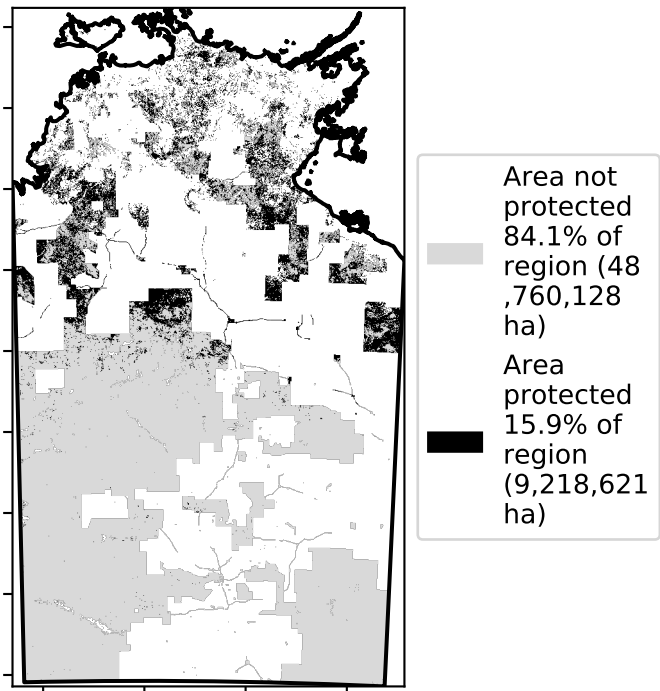 Area not
protected
84.1% of
region (48
,760,128
ha)
Area
protected
15.9% of
region
(9,218,621
ha)